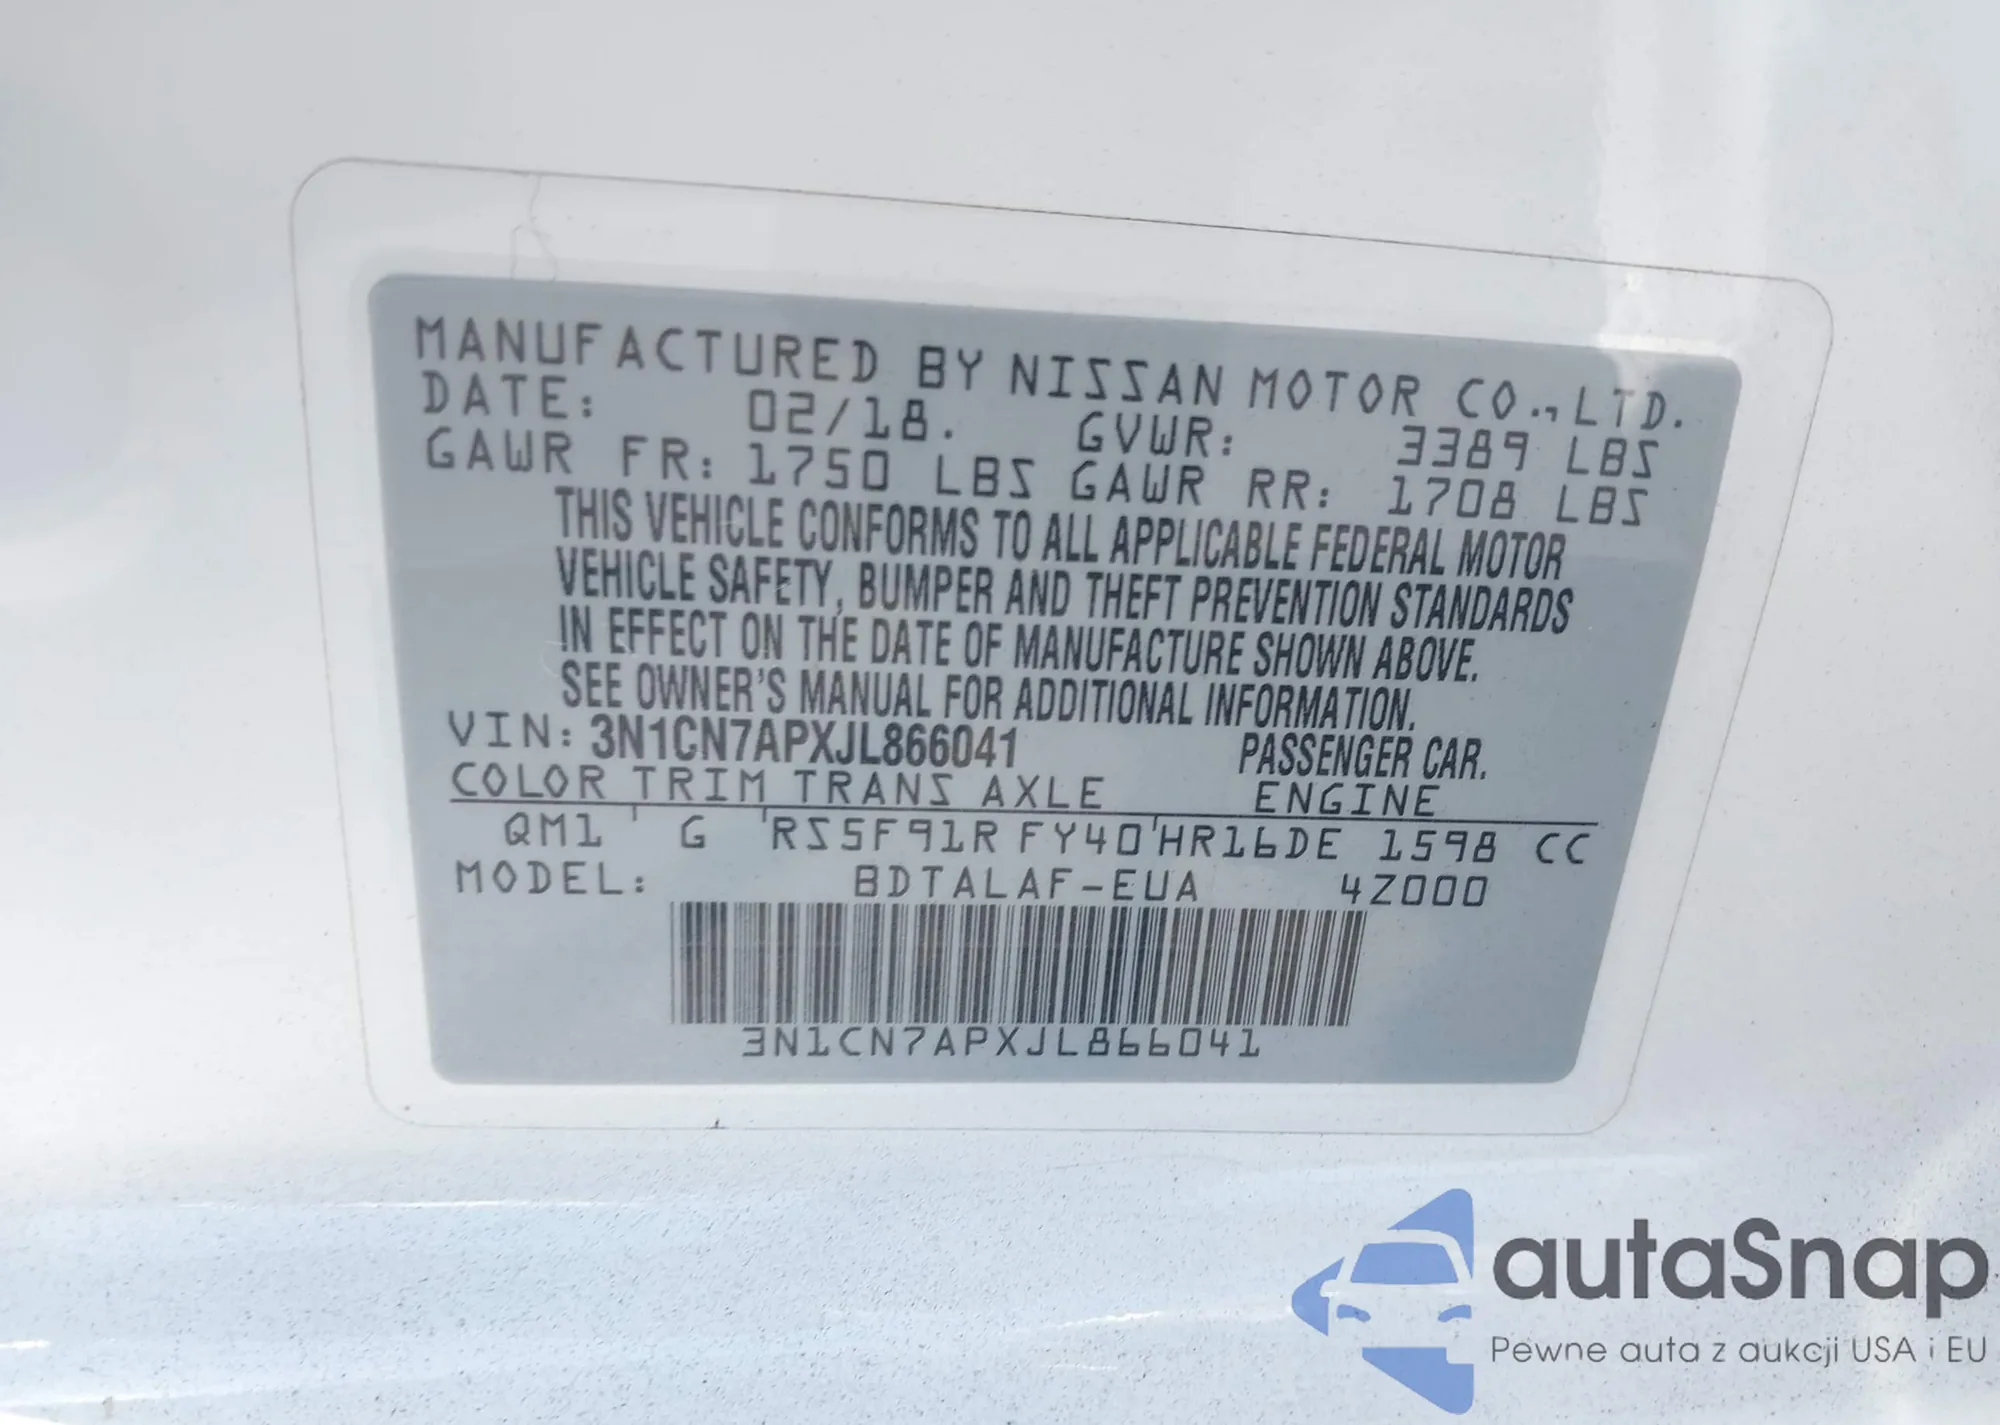 MANUFACTURED BY NISSAN MOTOR CO., LTD.
DATE: 02/18. GVWR: 3389 LBS
GAWR FR: 1750 LBS GAWR RR: 1708 LBS
THIS VEHICLE CONFORMS TO ALL APPLICABLE FEDERAL MOTOR
VEHICLE SAFETY, BUMPER AND THEFT PREVENTION STANDARDS
IN EFFECT ON THE DATE OF MANUFACTURE SHOWN ABOVE.
SEE OWNER'S MANUAL FOR ADDITIONAL INFORMATION.
VIN: 3N1CN7APXJL866041 PASSENGER CAR.
COLOR TRIM TRANS AXLE ENGINE
QM1 G RS5F91R FY40 HR16DE 1598 CC
MODEL: BDTALAF-EUA 4Z000
3N1CN7APXJL866041
autaSnap
Pewne auta z aukcji USA i EU